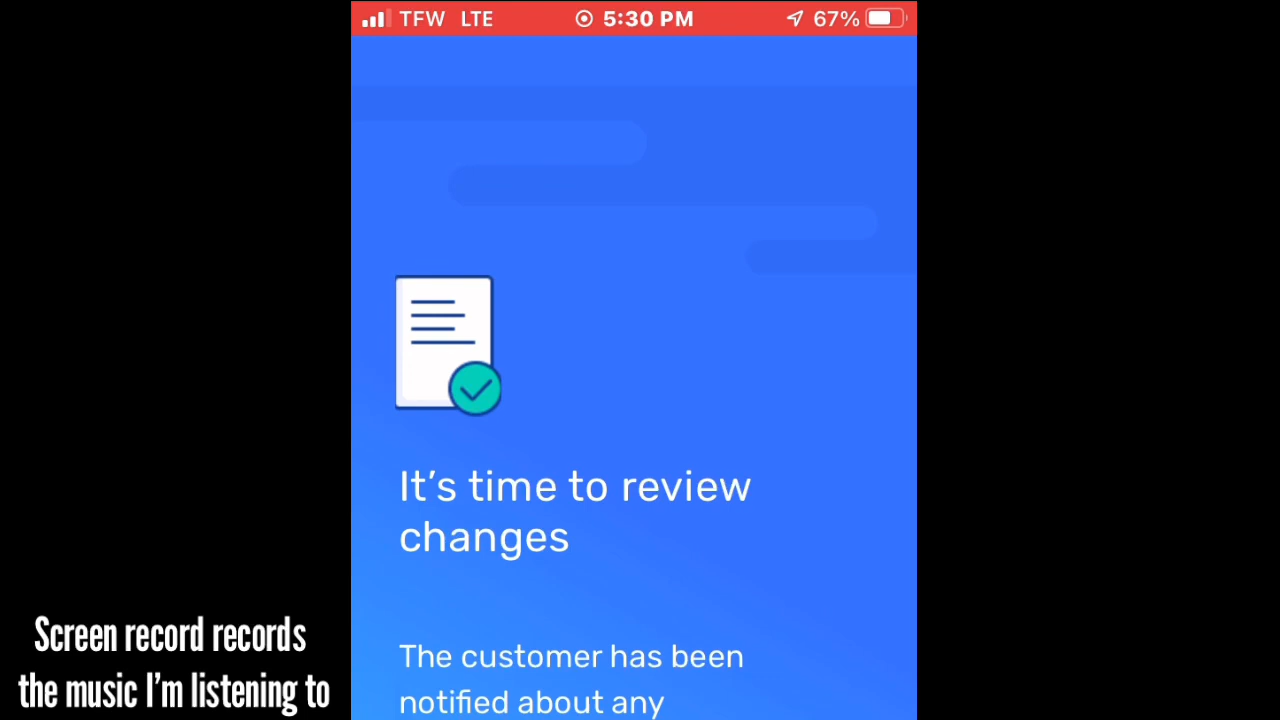 TFW LTE 5:30 PM 67%
It's time to review
changes
The customer has been
notified about any
Screen record records
the music I'm listening to